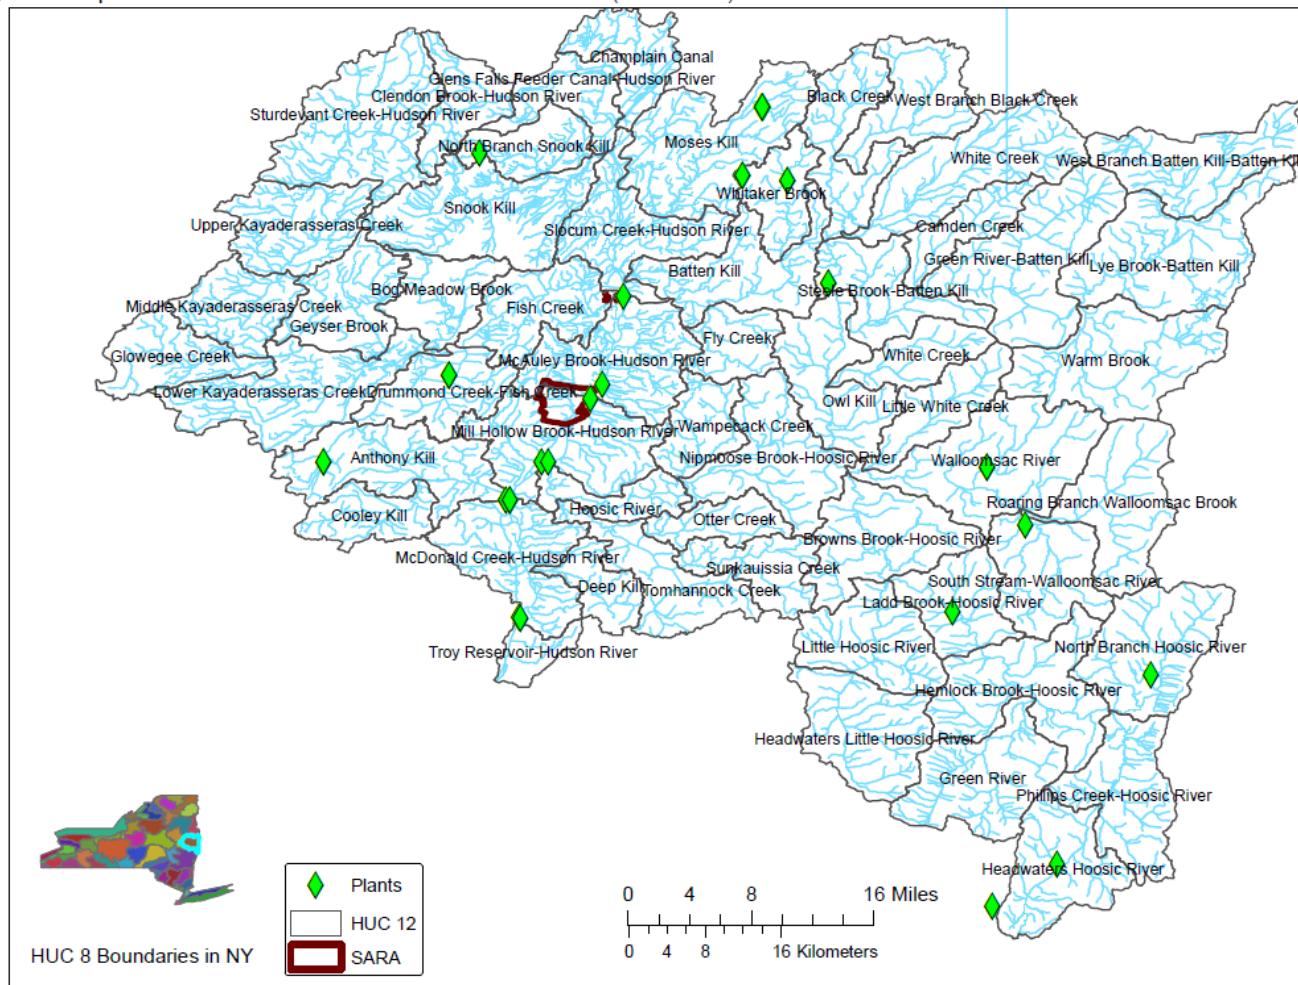 Champlain Canal
Glens Falls Feeder Canal-Hudson River
Clendon Brook-Hudson River
Black Creek
West Branch Black Creek
Sturdevant Creek-Hudson River
North Branch Snook Kill
Moses Kill
White Creek
West Branch Batten Kill-Batten Kill
Whitaker Brook
Snook Kill
Upper Kayaderasseras Creek
Slocum Creek-Hudson River
Camden Creek
Green River-Batten Kill
Lye Brook-Batten Kill
Batten Kill
Bog Meadow Brook
Steele Brook-Batten Kill
Middle Kayaderasseras Creek
Fish Creek
Geyser Brook
Fly Creek
Glowegee Creek
McAuley Brook-Hudson River
White Creek
Warm Brook
Lower Kayaderasseras Creek
Drummond Creek-Fish Creek
Owl Kill
Little White Creek
Mill Hollow Brook-Hudson River
Wampecack Creek
Anthony Kill
Nipmoose Brook-Hoosic River
Walloomsac River
Roaring Branch Walloomsac Brook
Hoosic River
Cooley Kill
Otter Creek
Browns Brook-Hoosic River
McDonald Creek-Hudson River
Sunkauissia Creek
South Stream-Walloomsac River
Deep Kill
Tomhannock Creek
Ladd Brook-Hoosic River
Little Hoosic River
North Branch Hoosic River
Troy Reservoir-Hudson River
Hemlock Brook-Hoosic River
Headwaters Little Hoosic River
Green River
Phillips Creek-Hoosic River
Headwaters Hoosic River
HUC 8 Boundaries in NY
Plants
HUC 12
SARA
0 4 8 16 Miles
0 4 8 16 Kilometers